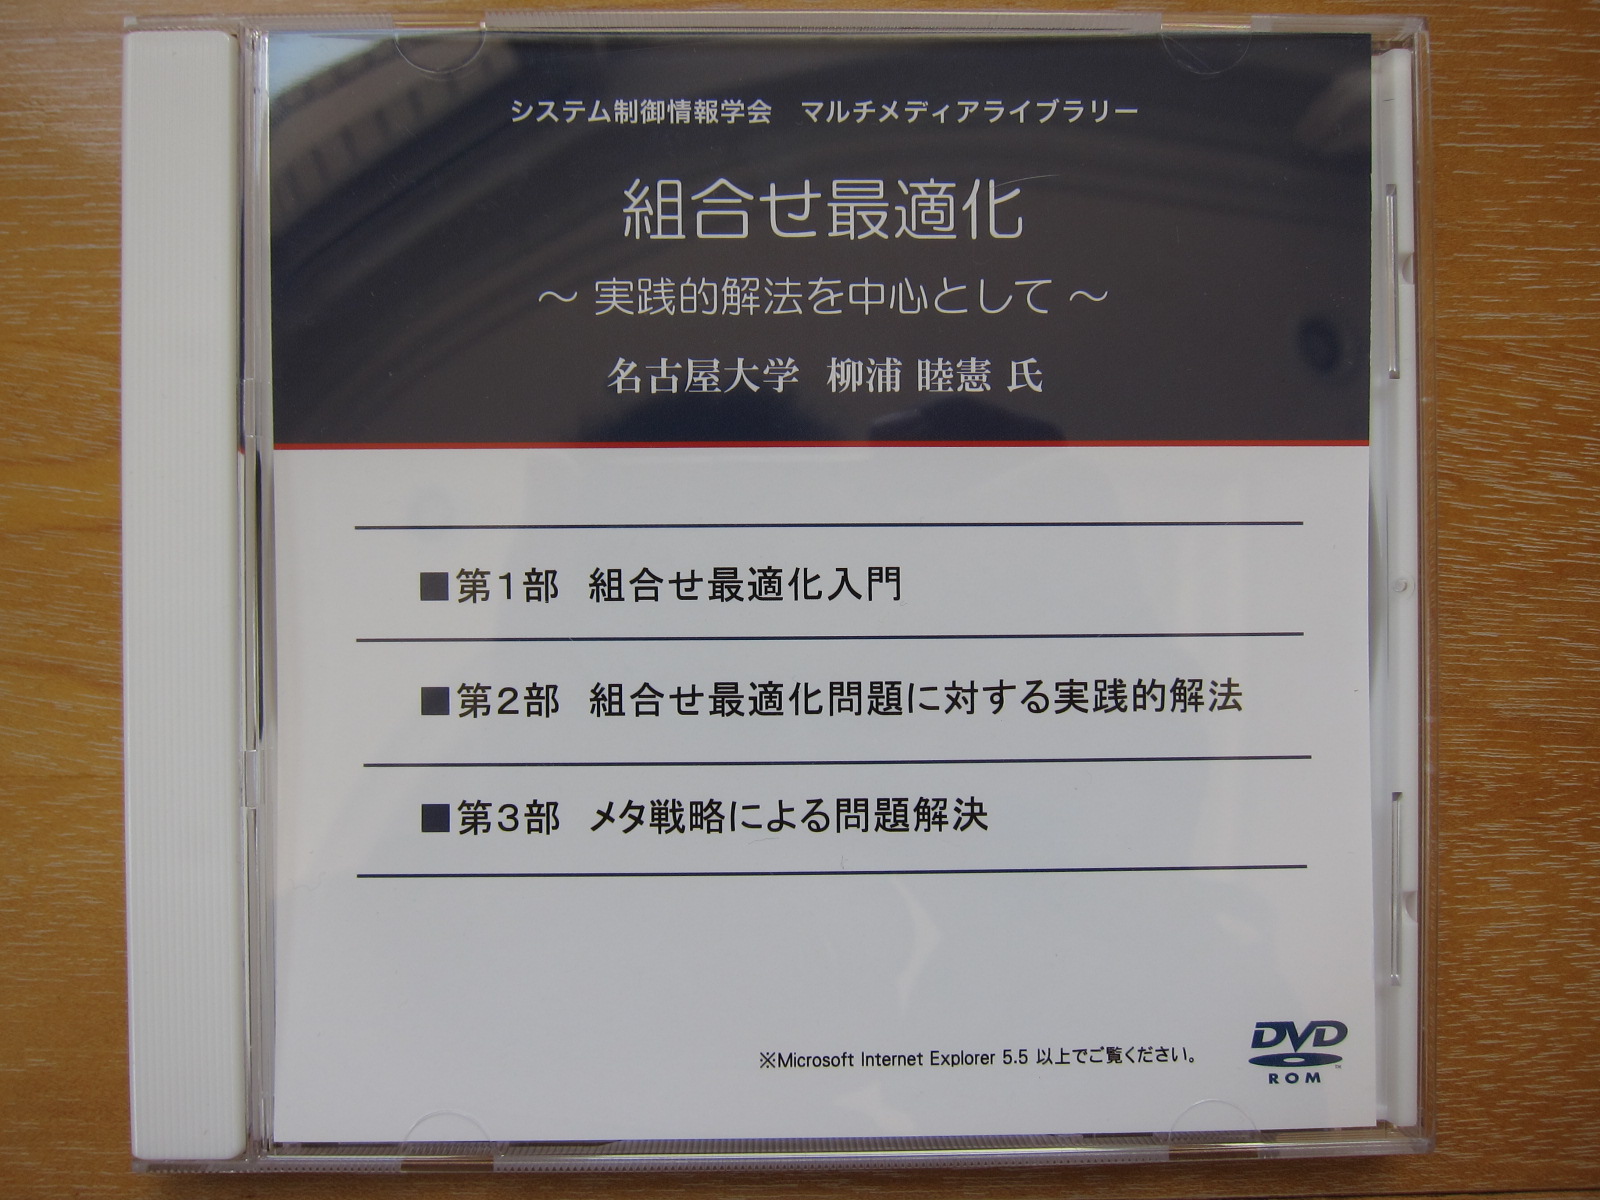 システム制御情報学会　マルチメディアライブラリー
組合せ最適化
～ 実践的解法を中心として ～
名古屋大学　柳浦 睦憲 氏
■第１部　組合せ最適化入門
■第２部　組合せ最適化問題に対する実践的解法
■第３部　メタ戦略による問題解決
※Microsoft Internet Explorer 5.5 以上でご覧ください。
DVD
ROM